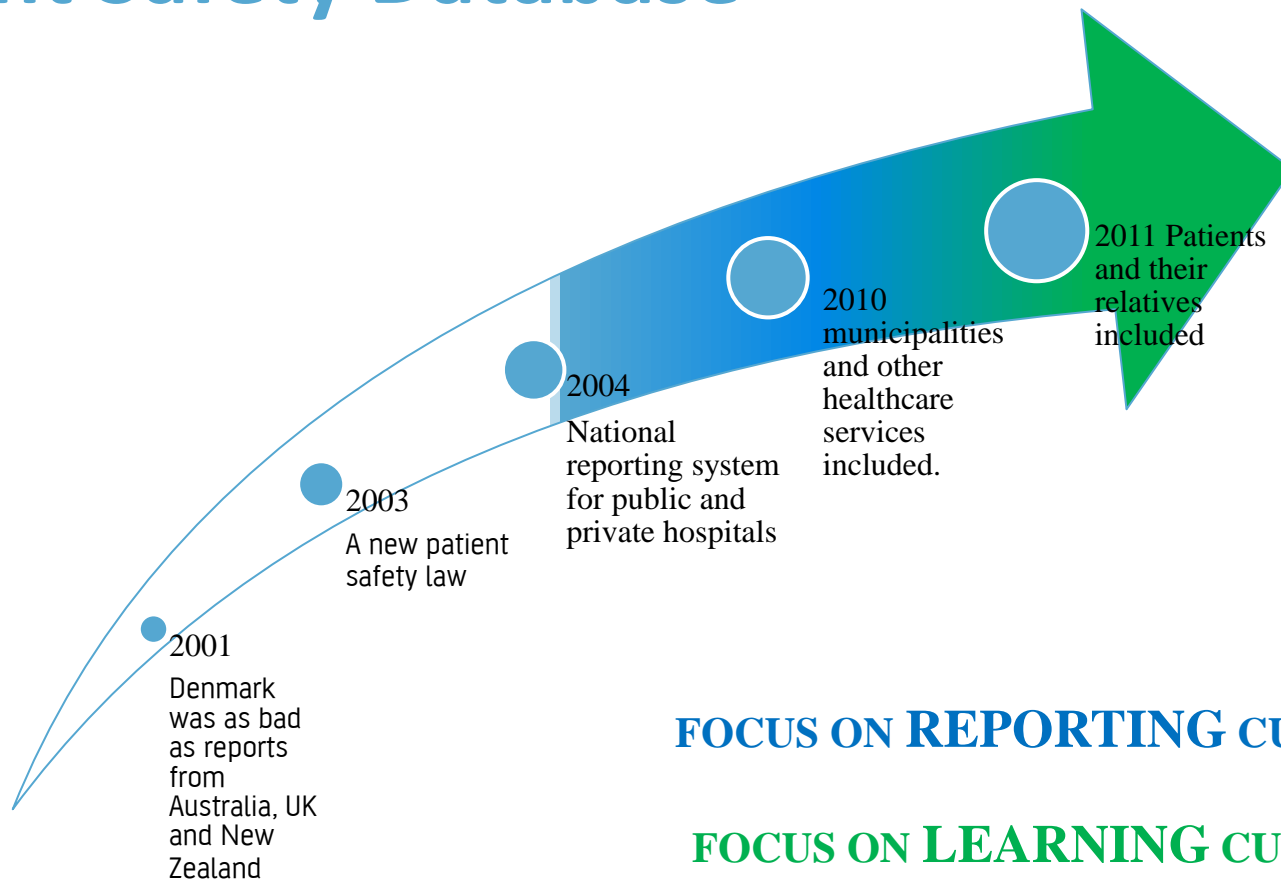 Safety Database
2001
Denmark
was as bad
as reports
from
Australia, UK
and New
Zealand
2003
A new patient
safety law
2004
National
reporting system
for public and
private hospitals
2010
municipalities
and other
healthcare
services
included.
2011 Patients
and their
relatives
included
FOCUS ON REPORTING
FOCUS ON LEARNING